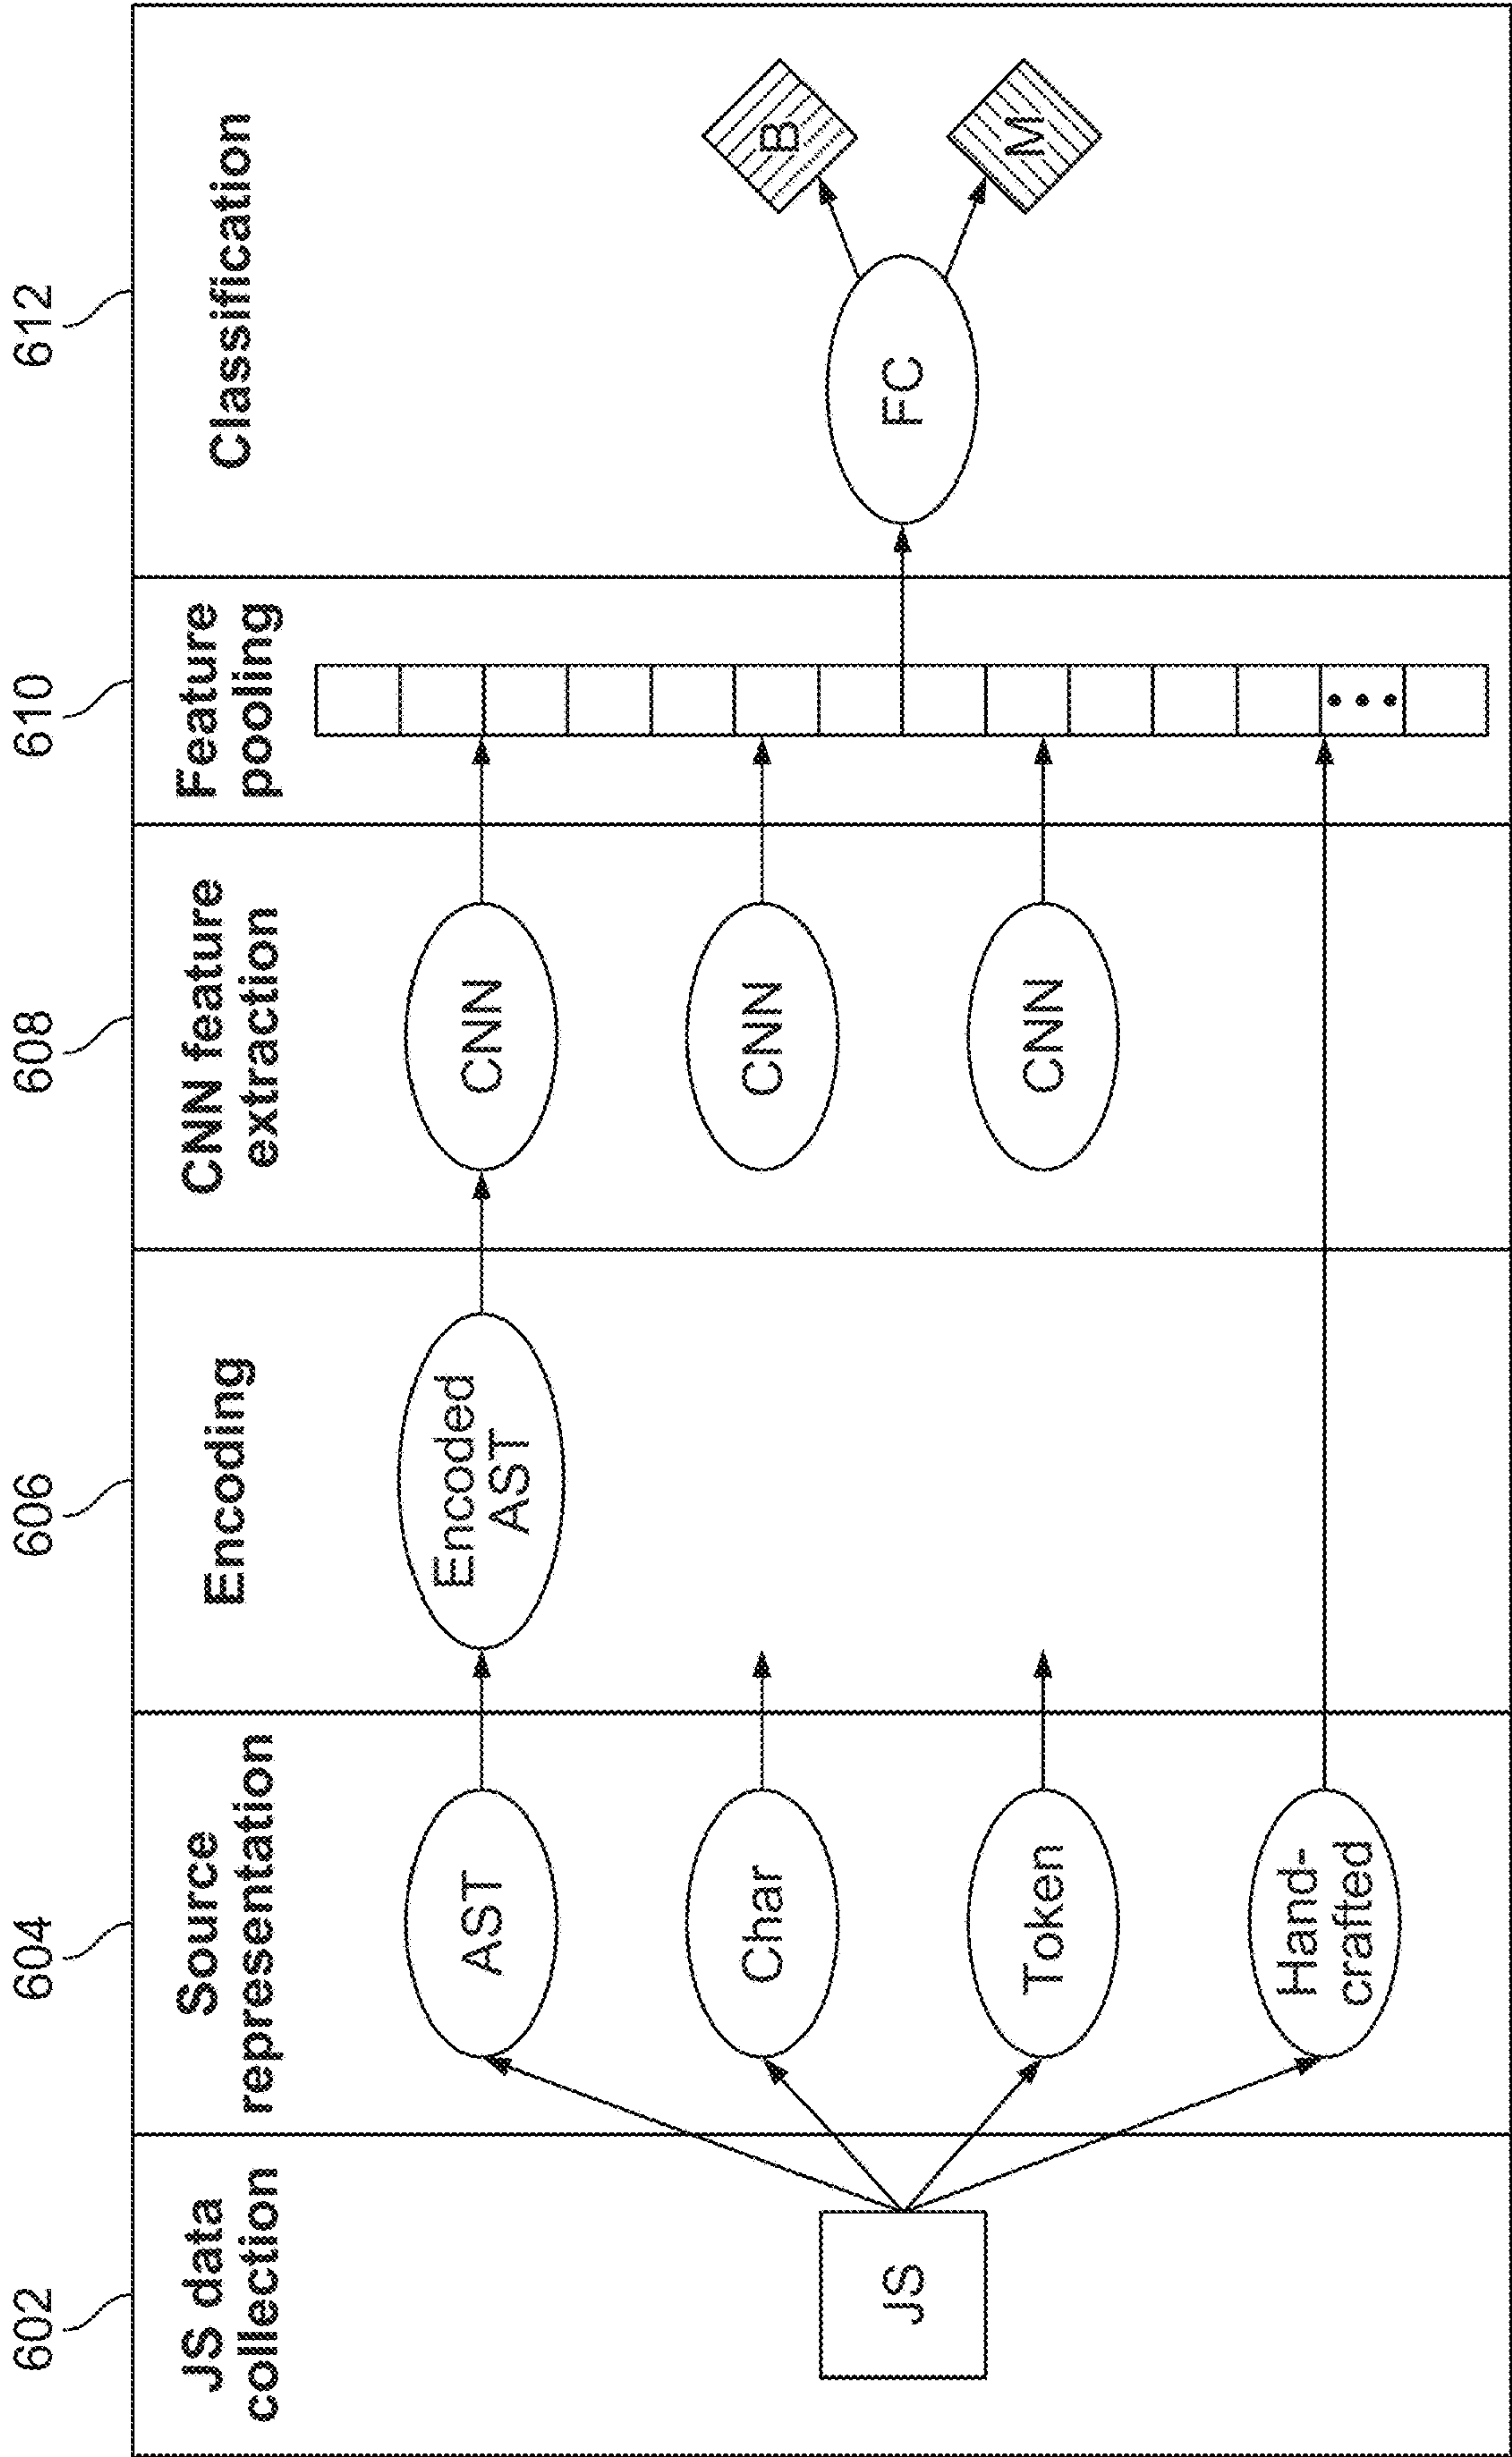 602
604
606
608
610
612
JS data
collection
Source
representation
Encoding
CNN feature
extraction
Feature
pooling
Classification
AST
Encoded
AST
CNN
Char
CNN
Token
CNN
Hand-
crafted
JS
• • •
FC
B
M